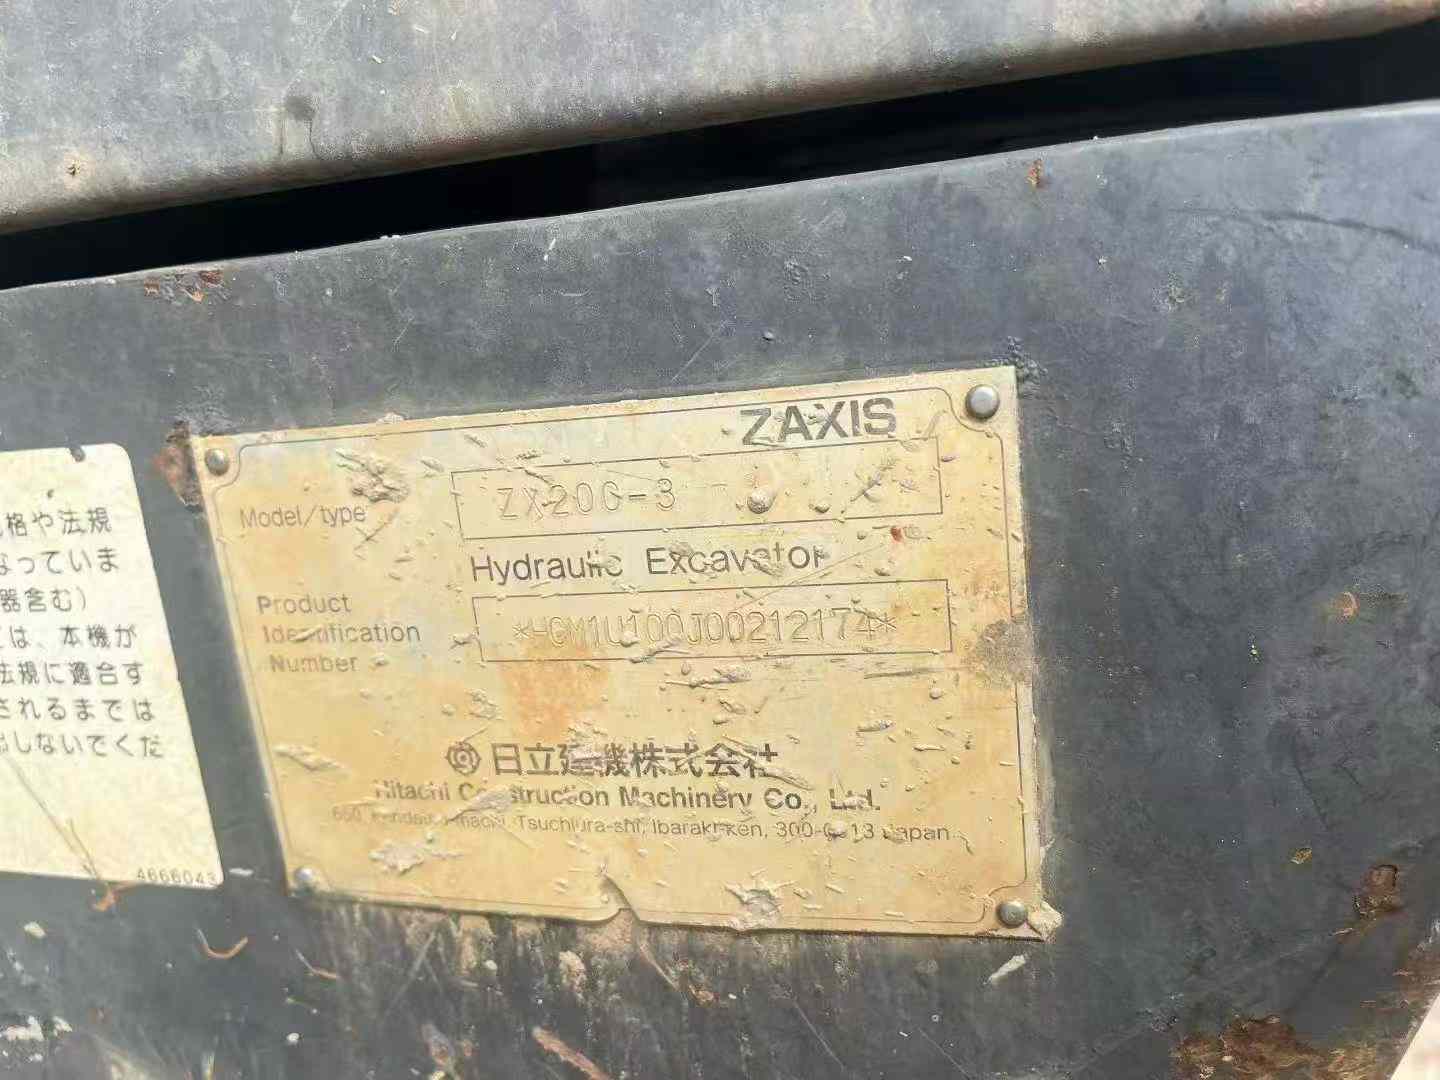 格や法規
なっていま
器含む)
は、本機が
法規に適合す
されるまでは
しないでくだ
4666043
ZAXIS
Model/type ZX200-3
Hydraulic Excavator
Product
Identification
Number
*HCM1U100J00212174*
日立建機株式会社
Hitachi Construction Machinery Co., Ltd.
650, Tsuchiura-shi, Ibaraki-ken, Japan